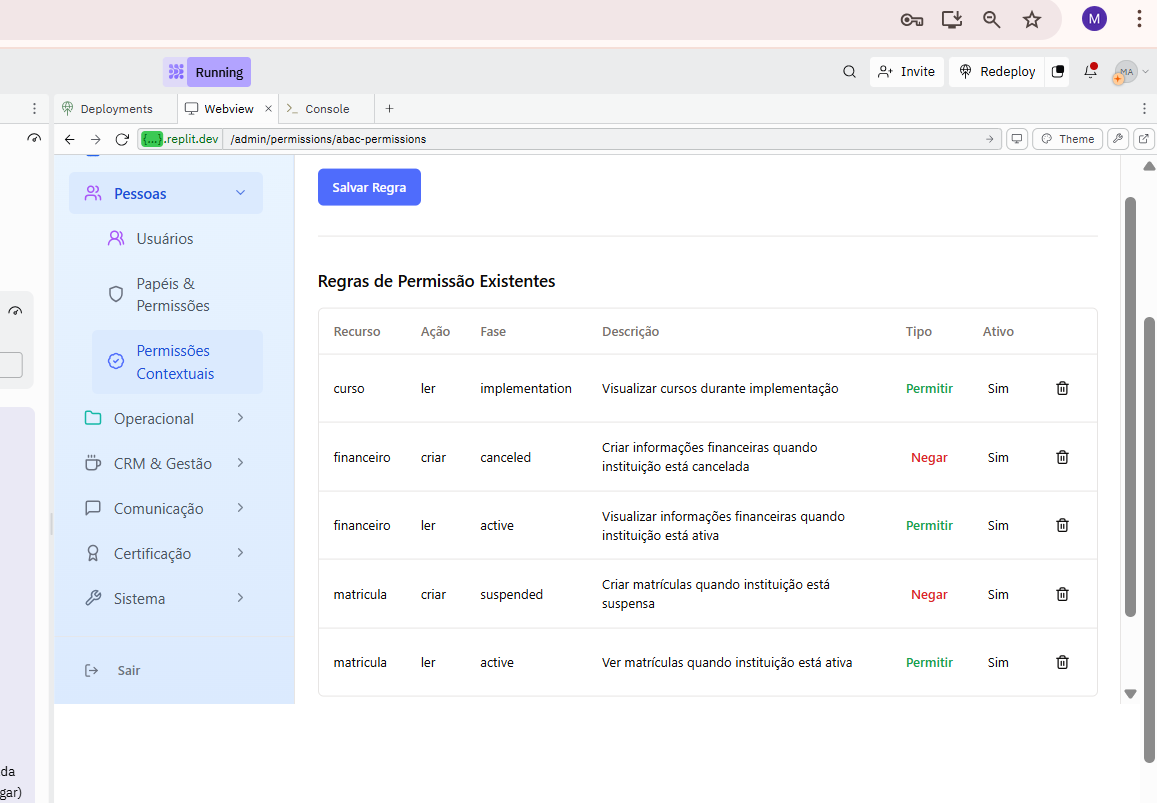 M
Running
Invite
Redeploy
MA
Deployments
Webview
Console
{...}.replit.dev
/admin/permissions/abac-permissions
Theme
Pessoas
Usuários
Papéis &
Permissões
Permissões
Contextuais
Operacional
CRM & Gestão
Comunicação
Certificação
Sistema
Sair
Salvar Regra
Regras de Permissão Existentes
Recurso Ação Fase Descrição Tipo Ativo
curso ler implementation Visualizar cursos durante implementação Permitir Sim
financeiro criar canceled Criar informações financeiras quando
instituição está cancelada Negar Sim
financeiro ler active Visualizar informações financeiras quando
instituição está ativa Permitir Sim
matricula criar suspended Criar matrículas quando instituição está
suspensa Negar Sim
matricula ler active Ver matrículas quando instituição está ativa Permitir Sim
da
gar)